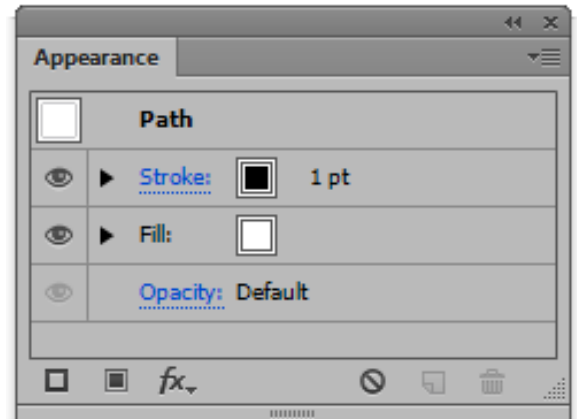 Appearance
Path
Stroke: 1 pt
Fill:
Opacity: Default
fx